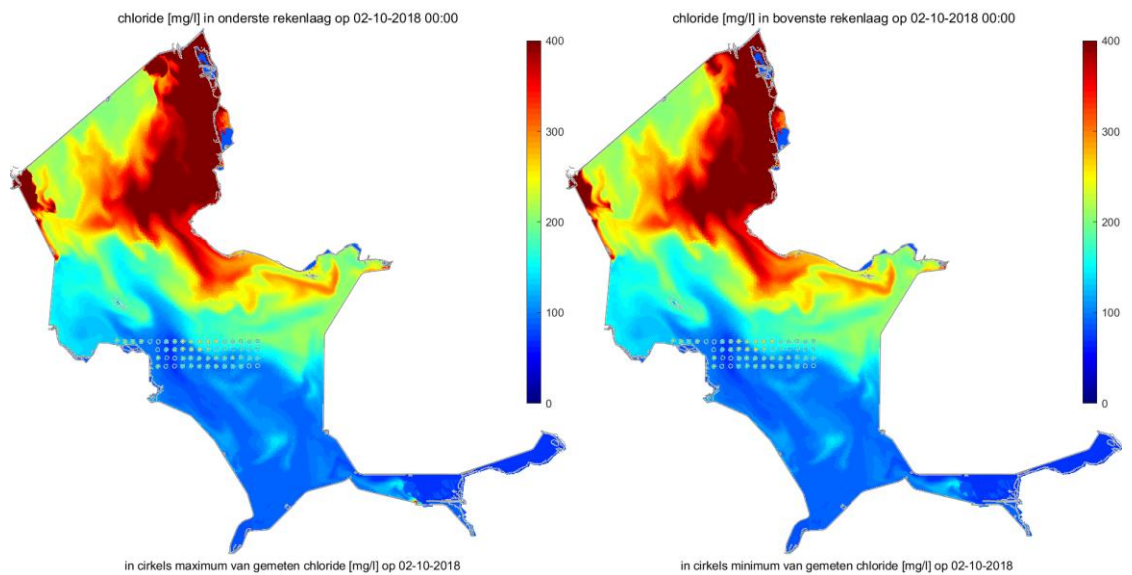 chloride [mg/l] in onderste rekenlaag op 02-10-2018 00:00
400
300
200
100
0
in cirkels maximum van gemeten chloride [mg/l] op 02-10-2018
chloride [mg/l] in bovenste rekenlaag op 02-10-2018 00:00
400
300
200
100
0
in cirkels minimum van gemeten chloride [mg/l] op 02-10-2018